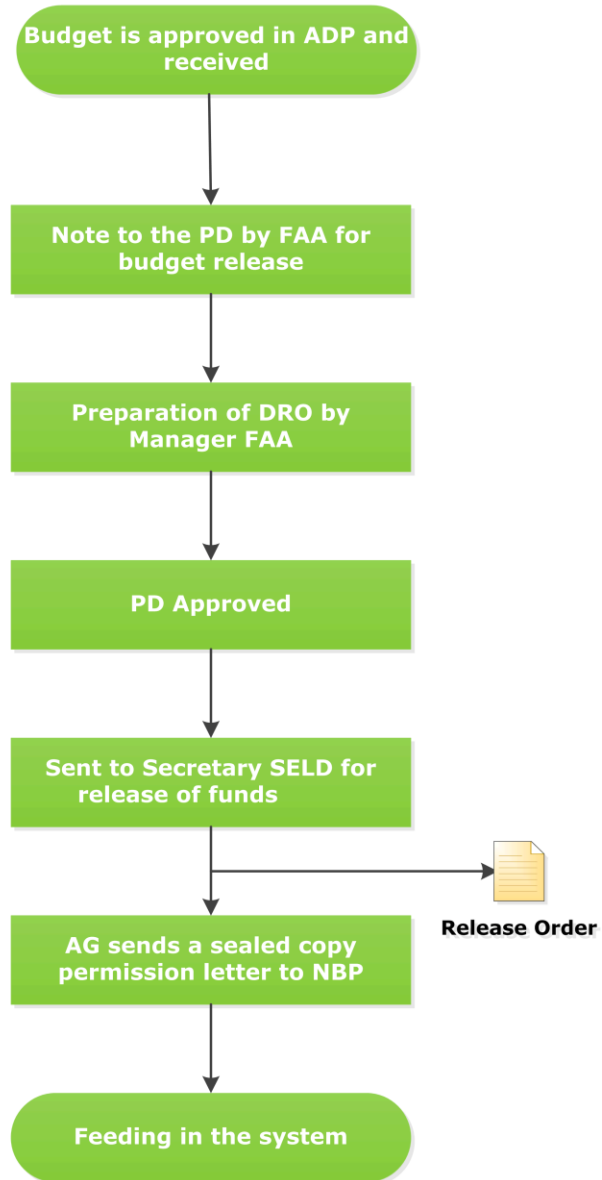 Budget is approved in ADP and
received
Note to the PD by FAA for
budget release
Preparation of DRO by
Manager FAA
PD Approved
Sent to Secretary SELD for
release of funds
Release Order
AG sends a sealed copy
permission letter to NBP
Feeding in the system